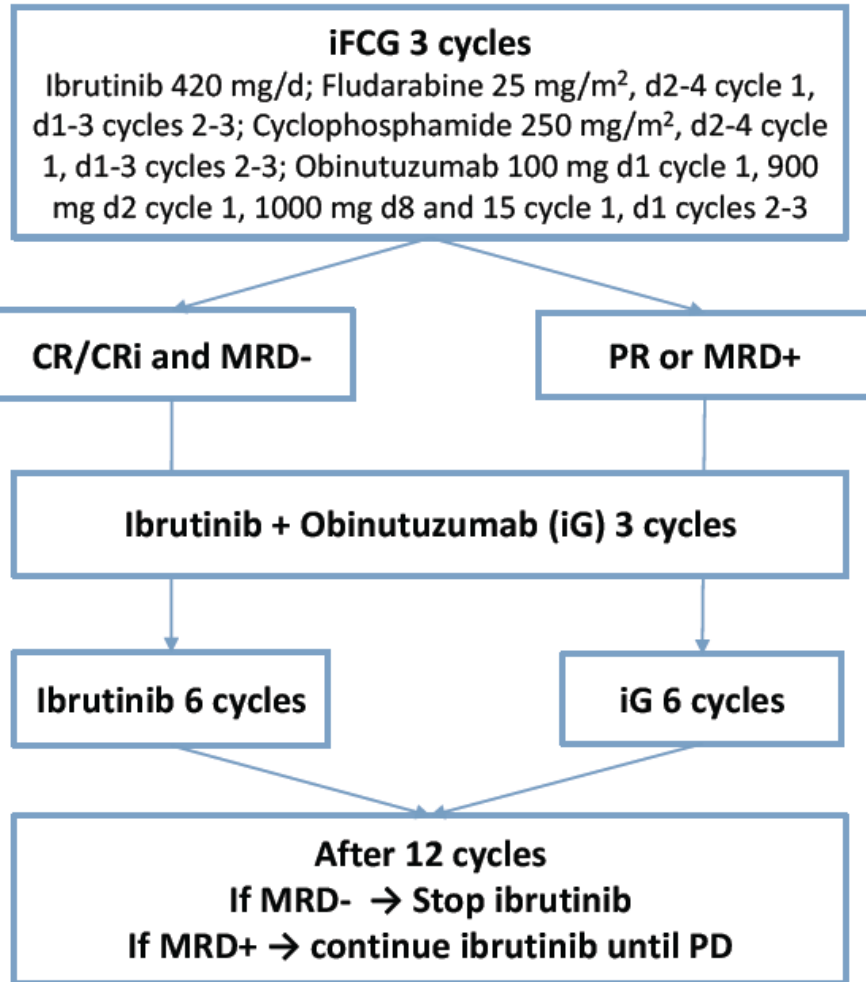 iFCG 3 cycles
Ibrutinib 420 mg/d; Fludarabine 25 mg/m², d2-4 cycle 1,
d1-3 cycles 2-3; Cyclophosphamide 250 mg/m², d2-4 cycle
1, d1-3 cycles 2-3; Obinutuzumab 100 mg d1 cycle 1, 900
mg d2 cycle 1, 1000 mg d8 and 15 cycle 1, d1 cycles 2-3
CR/CRi and MRD-
PR or MRD+
Ibrutinib + Obinutuzumab (iG) 3 cycles
Ibrutinib 6 cycles
iG 6 cycles
After 12 cycles
If MRD- → Stop ibrutinib
If MRD+ → continue ibrutinib until PD